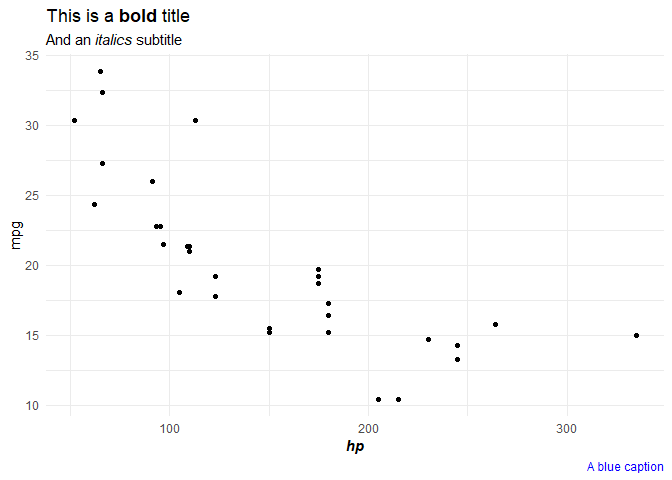 This is a bold title
And an italics subtitle
35
30
25
20
15
10
mpg
100
200
300
hp
A blue caption